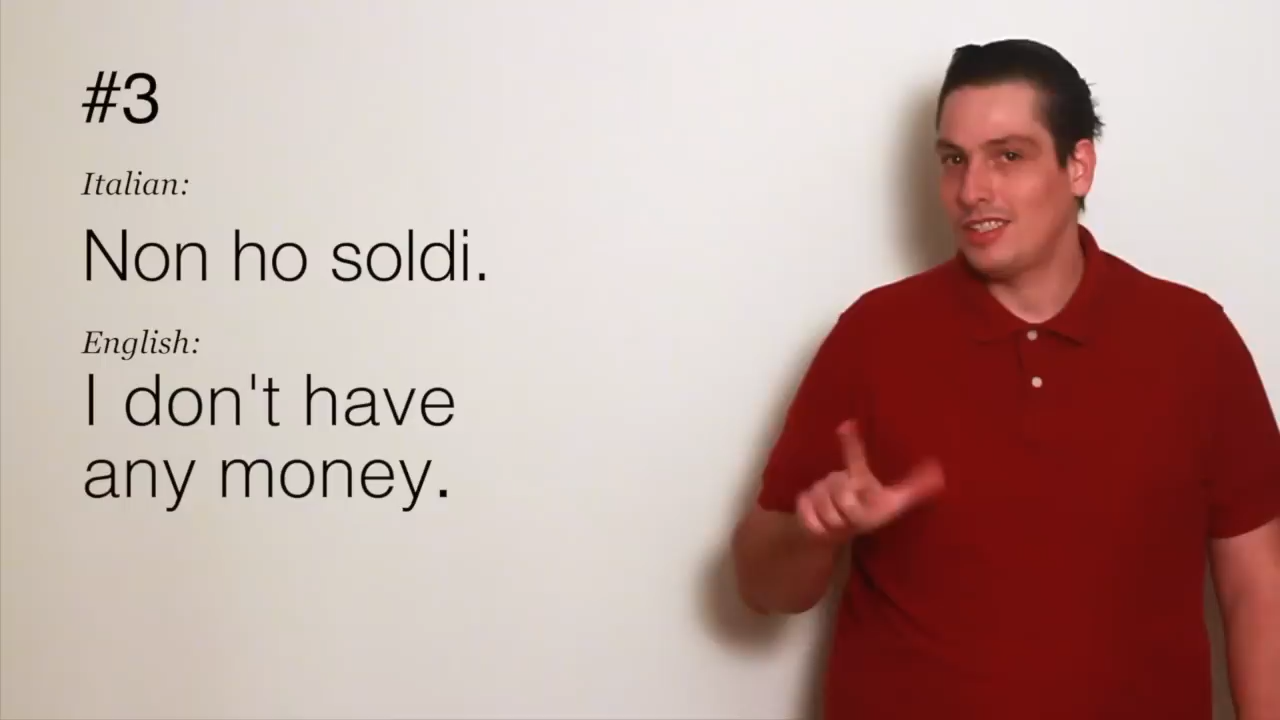 #3
Italian:
Non ho soldi.
English:
I don't have
any money.